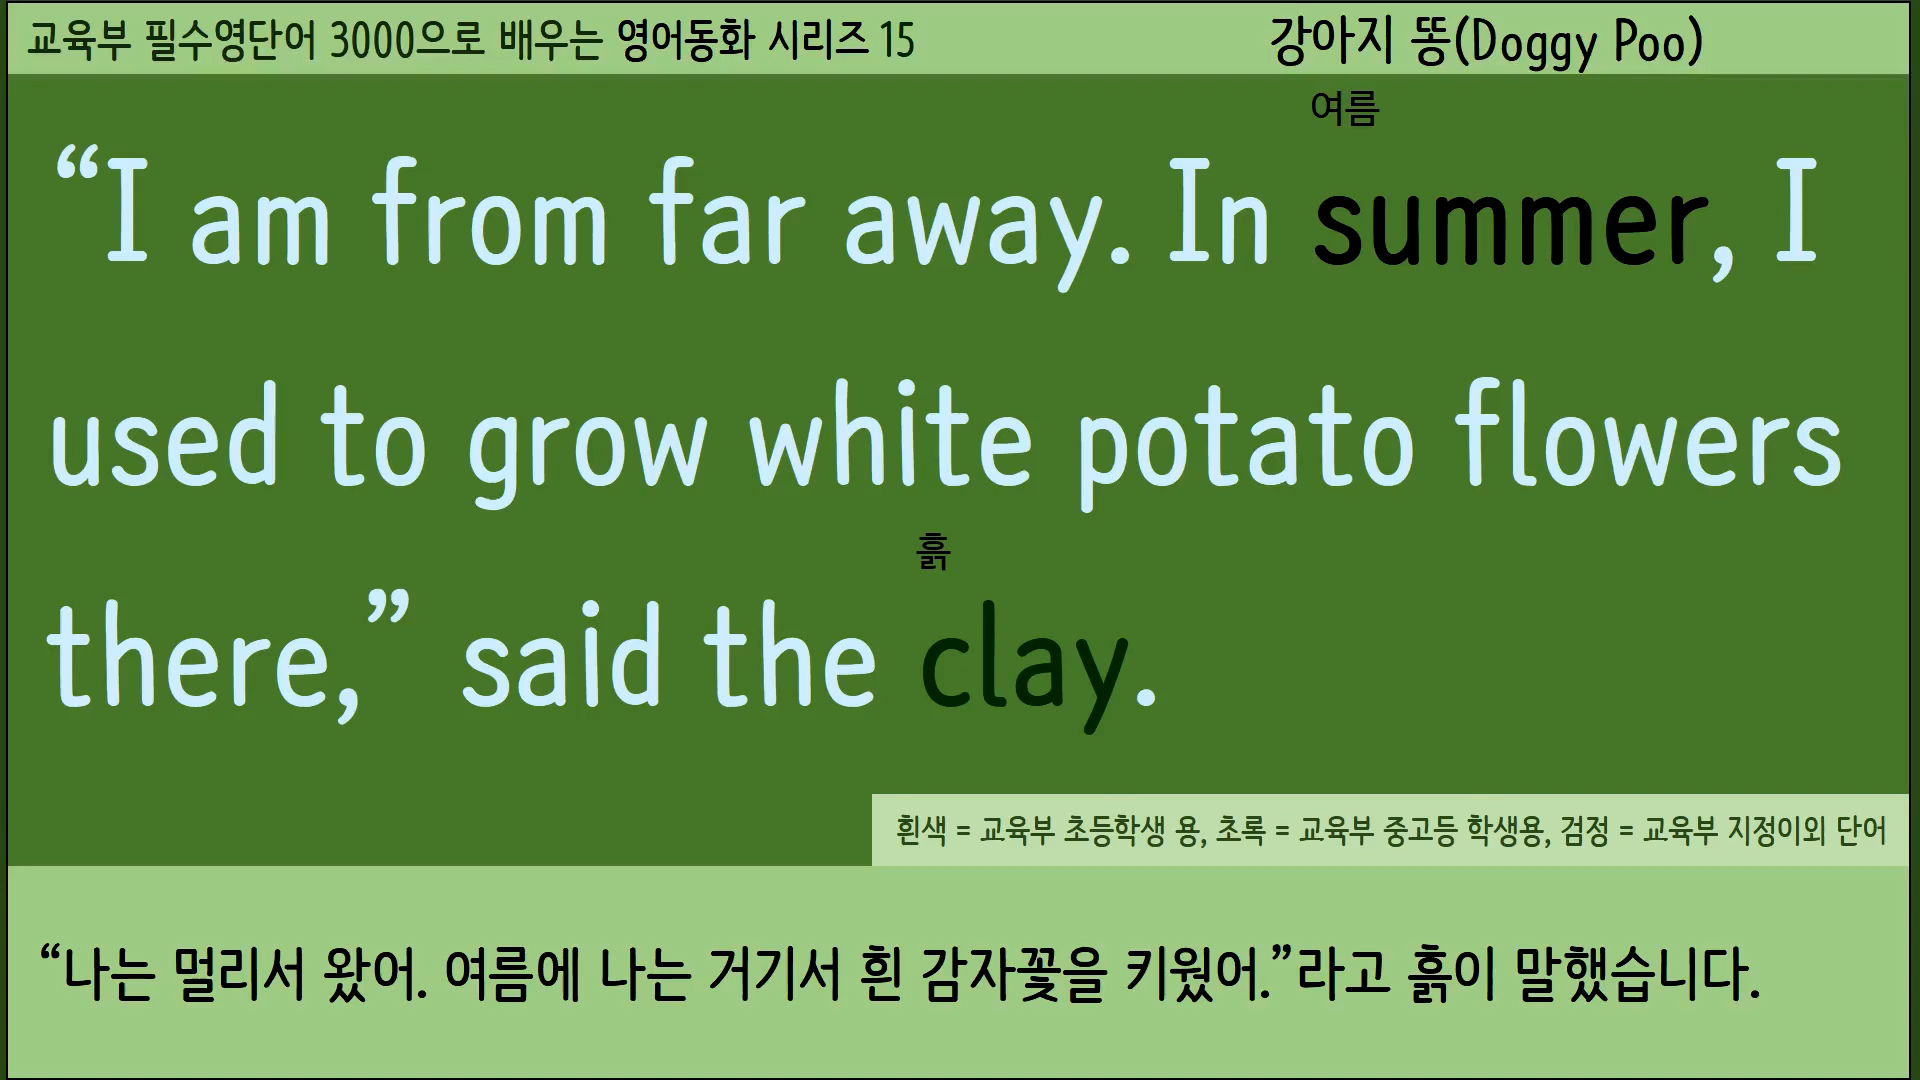 교육부 필수영단어 3000으로 배우는 영어동화 시리즈 15
강아지 똥(Doggy Poo)
여름
“I am from far away. In summer, I
used to grow white potato flowers
흙
there,” said the clay.
흰색 = 교육부 초등학생 용, 초록 = 교육부 중고등 학생용, 검정 = 교육부 지정이외 단어
“나는 멀리서 왔어. 여름에 나는 거기서 흰 감자꽃을 키웠어.”라고 흙이 말했습니다.